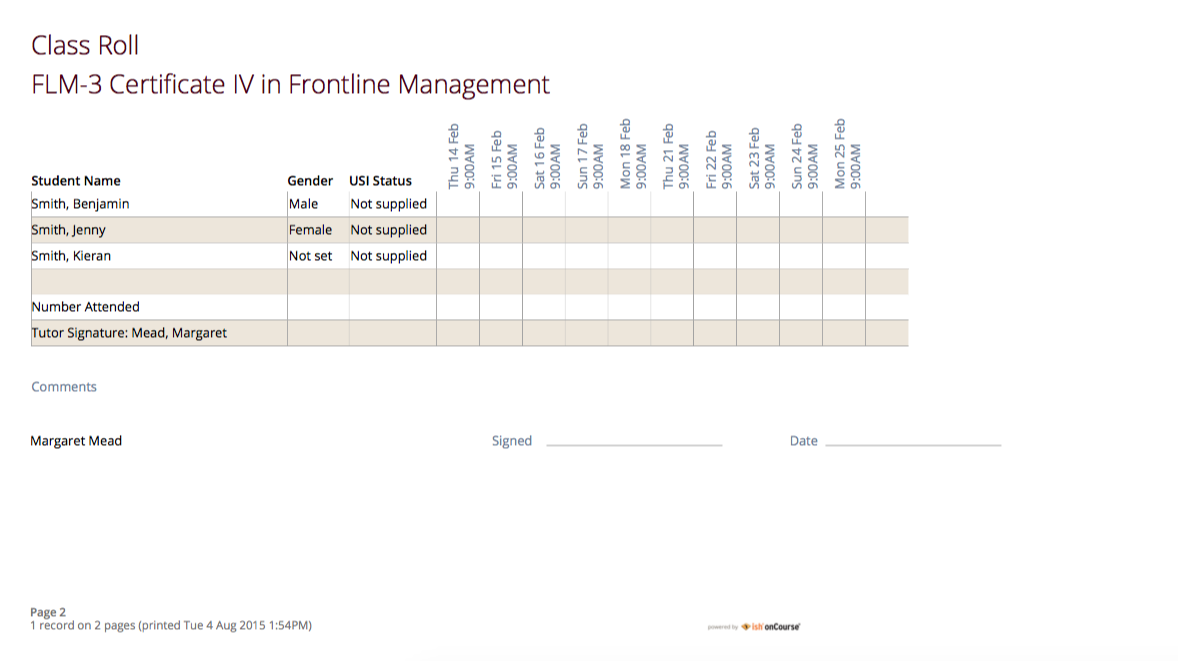 Class Roll
FLM-3 Certificate IV in Frontline Management
Student Name Gender USI Status
Thu 14 Feb
9:00AM
Fri 15 Feb
9:00AM
Sat 16 Feb
9:00AM
Sun 17 Feb
9:00AM
Mon 18 Feb
9:00AM
Thu 21 Feb
9:00AM
Fri 22 Feb
9:00AM
Sat 23 Feb
9:00AM
Sun 24 Feb
9:00AM
Mon 25 Feb
9:00AM
Smith, Benjamin Male Not supplied
Smith, Jenny Female Not supplied
Smith, Kieran Not set Not supplied
Number Attended
Tutor Signature: Mead, Margaret
Comments
Margaret Mead Signed Date
Page 2
1 record on 2 pages (printed Tue 4 Aug 2015 1:54PM)
powered by ish onCourse